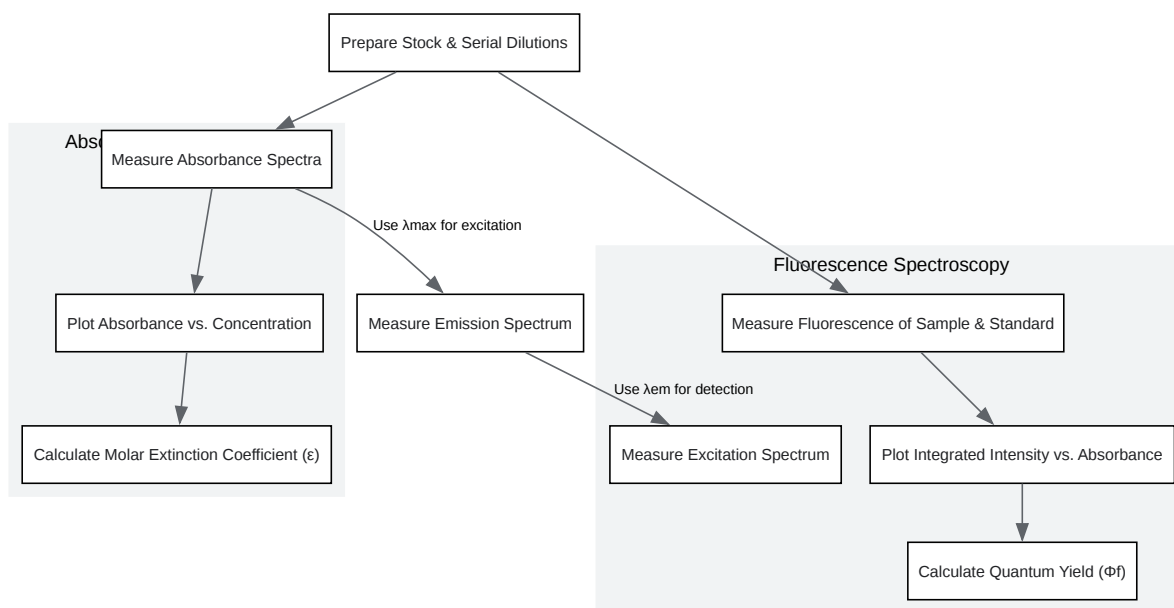 Prepare Stock & Serial Dilutions
Measure Absorbance Spectra
Use λmax for excitation
Fluorescence Spectroscopy
Plot Absorbance vs. Concentration
Measure Emission Spectrum
Measure Fluorescence of Sample & Standard
Use λem for detection
Calculate Molar Extinction Coefficient (ε)
Measure Excitation Spectrum
Plot Integrated Intensity vs. Absorbance
Calculate Quantum Yield (Φf)